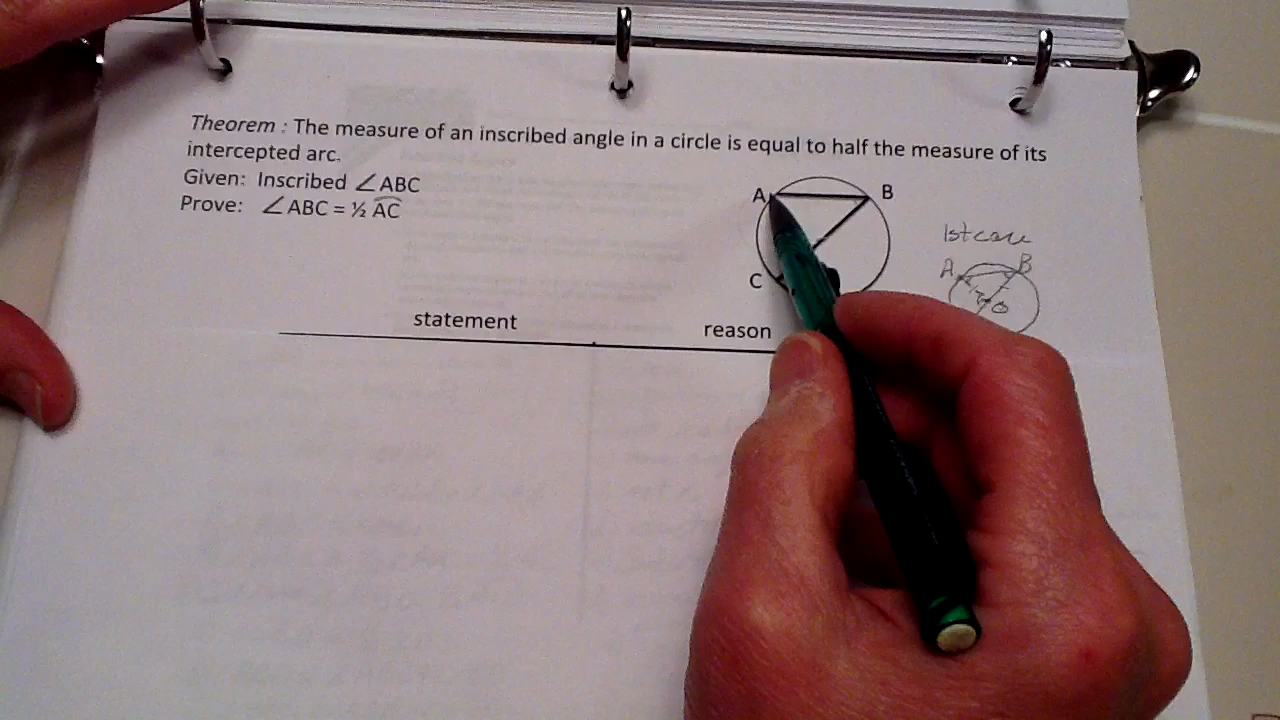 Theorem : The measure of an inscribed angle in a circle is equal to half the measure of its
intercepted arc.
Given: Inscribed ∠ABC
Prove: ∠ABC = ½ AC
A B
C
1st case
A B
statement reason